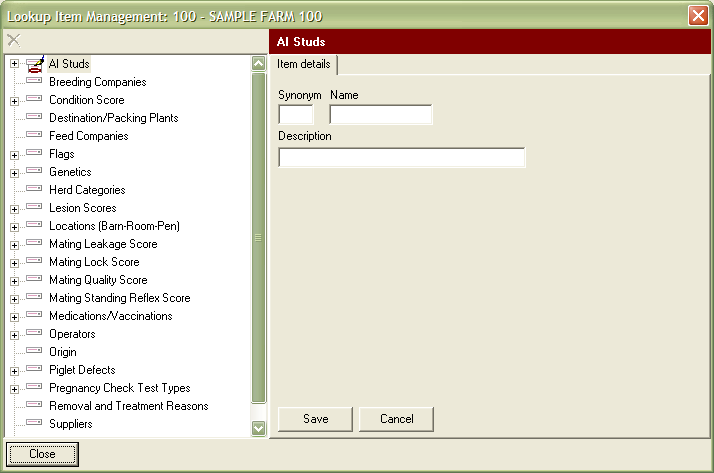 Lookup Item Management: 100 - SAMPLE FARM 100
AI Studs
Breeding Companies
Condition Score
Destination/Packing Plants
Feed Companies
Flags
Genetics
Herd Categories
Lesion Scores
Locations (Barn-Room-Pen)
Mating Leakage Score
Mating Lock Score
Mating Quality Score
Mating Standing Reflex Score
Medications/Vaccinations
Operators
Origin
Piglet Defects
Pregnancy Check Test Types
Removal and Treatment Reasons
Suppliers
AI Studs
Item details
Synonym Name
Description
Save Cancel
Close